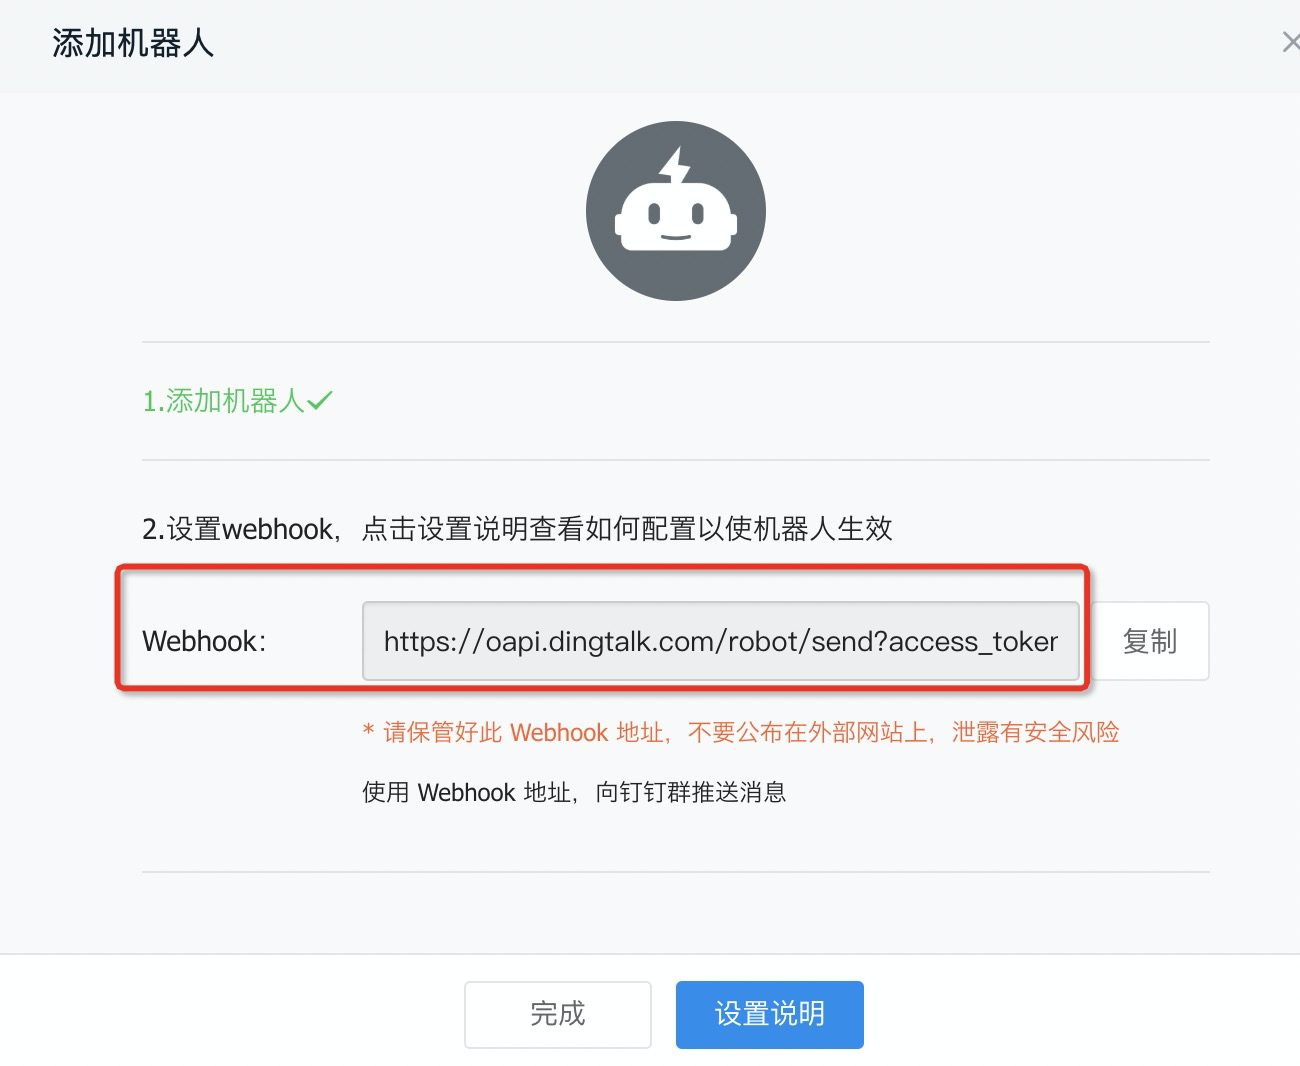 添加机器人
1.添加机器人
2.设置webhook，点击设置说明查看如何配置以使机器人生效
Webhook: https://oapi.dingtalk.com/robot/send?access_token 复制
* 请保管好此 Webhook 地址，不要公布在外部网站上，泄露有安全风险
使用 Webhook 地址，向钉钉群推送消息
完成 设置说明